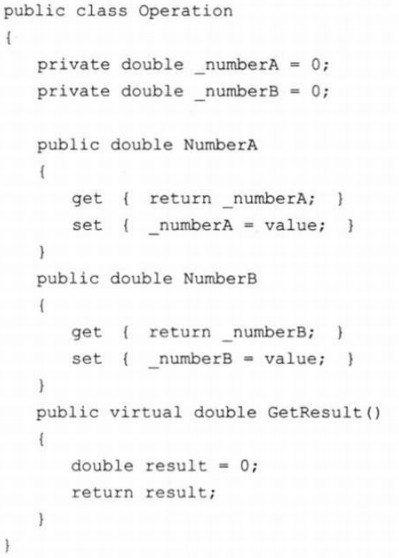 public class Operation
{
private double _numberA = 0;
private double _numberB = 0;
public double NumberA
{
get { return _numberA; }
set { _numberA = value; }
}
public double NumberB
{
get { return _numberB; }
set { _numberB = value; }
}
public virtual double GetResult()
{
double result = 0;
return result;
}
}